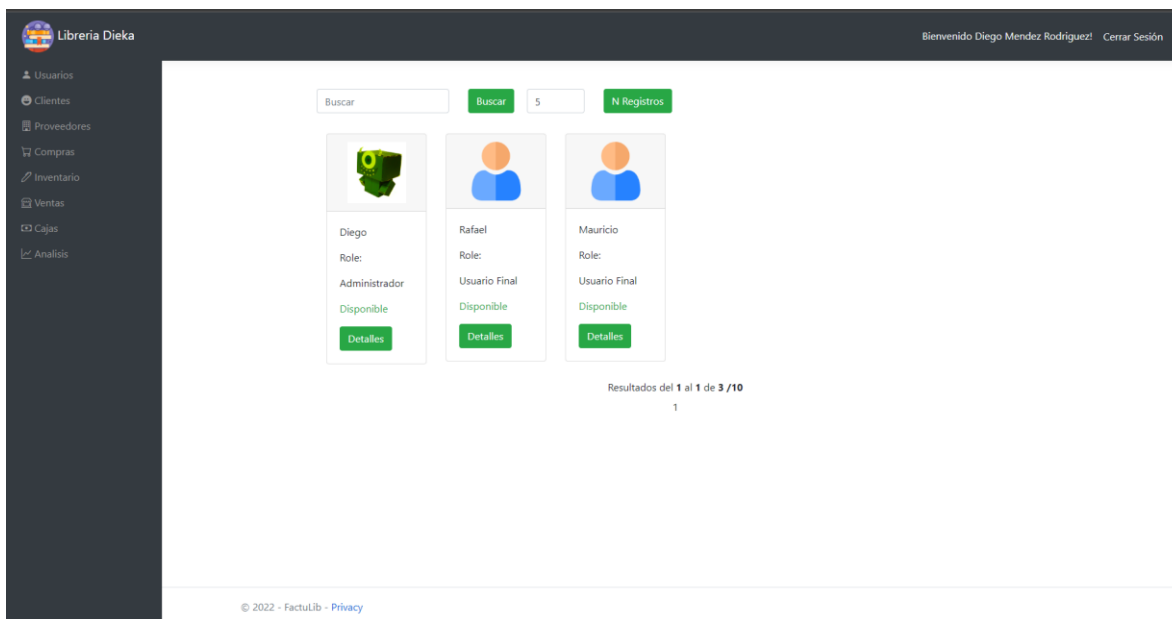 Libreria Dieka
Bienvenido Diego Mendez Rodriguez! Cerrar Sesión
Usuarios
Clientes
Proveedores
Compras
Inventario
Ventas
Cajas
Analisis
Buscar Buscar 5 N Registros
Diego
Role:
Administrador
Disponible
Detalles
Rafael
Role:
Usuario Final
Disponible
Detalles
Mauricio
Role:
Usuario Final
Disponible
Detalles
Resultados del 1 al 1 de 3 /10
1
© 2022 - FactuLib - Privacy